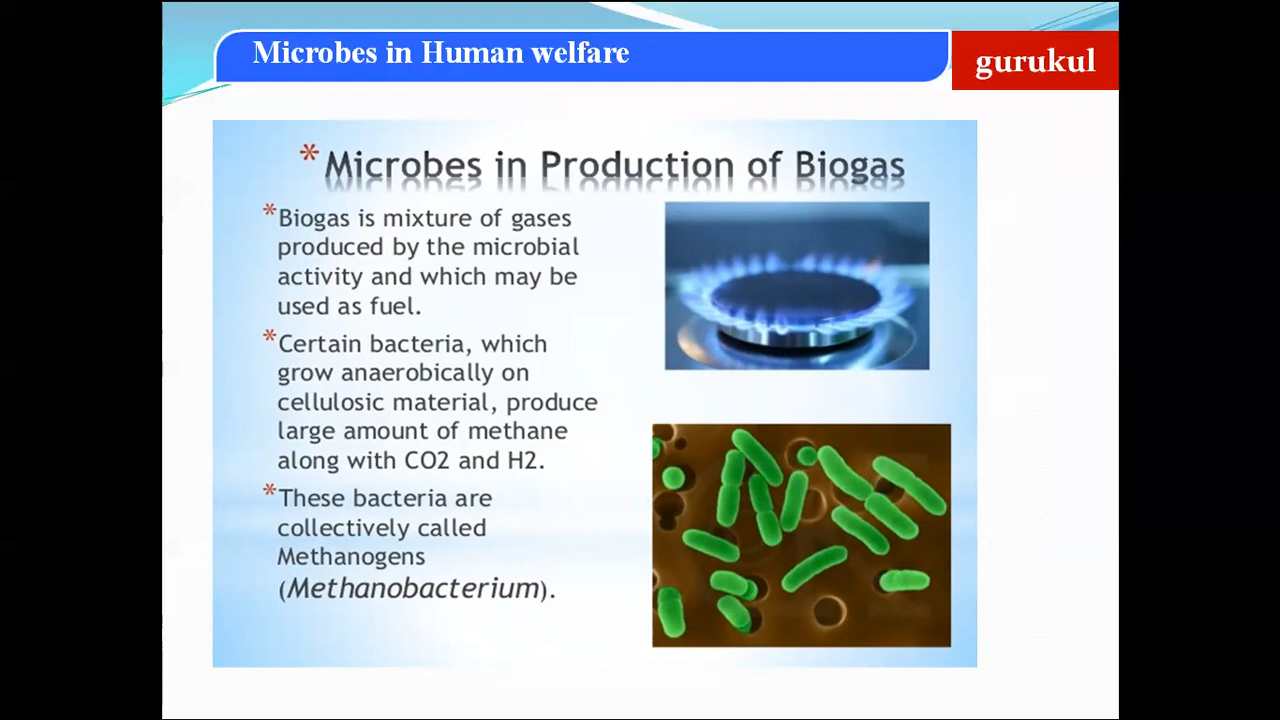 Microbes in Human welfare
gurukul
* Microbes in Production of Biogas
* Biogas is mixture of gases
produced by the microbial
activity and which may be
used as fuel.
* Certain bacteria, which
grow anaerobically on
cellulosic material, produce
large amount of methane
along with CO2 and H2.
* These bacteria are
collectively called
Methanogens
(Methanobacterium).